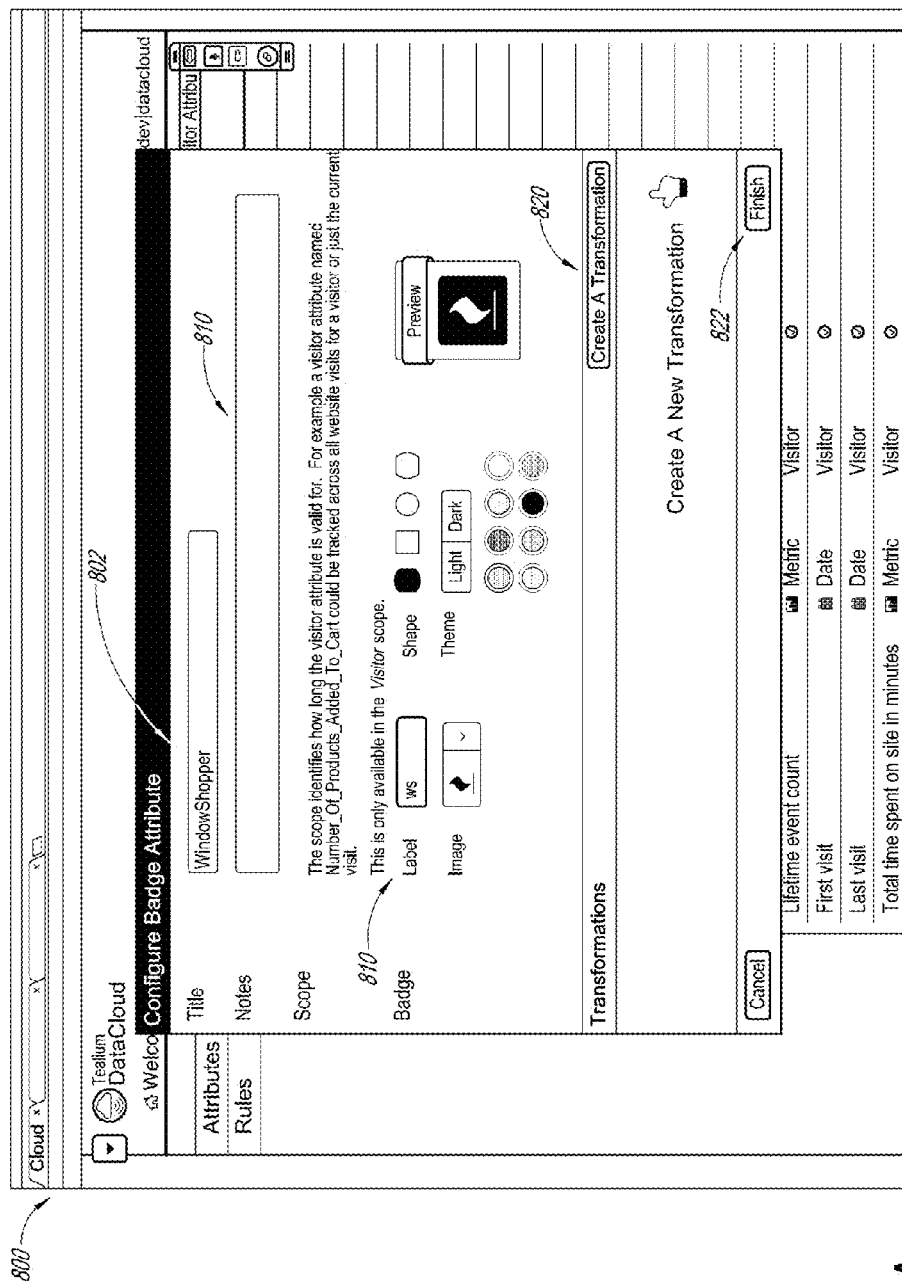 800
Cloud x
x
x
Tealium
DataCloud
Welco
dev|datacloud
Attributes
Rules
itor Attribu
802
Configure Badge Attribute
Title
WindowShopper
Notes
810
Scope
The scope identifies how long the visitor attribute is valid for. For example a visitor attribute named
Number_Of_Products_Added_To_Cart could be tracked across all website visits for a visitor or just the current
visit.
This is only available in the Visitor scope.
810
Badge
Label
ws
Shape
Preview
Image
Theme
Light
Dark
820
Transformations
Create A Transformation
Create A New Transformation
822
Cancel
Finish
Lifetime event count
Metric
Visitor
First visit
Date
Visitor
Last visit
Date
Visitor
Total time spent on site in minutes
Metric
Visitor